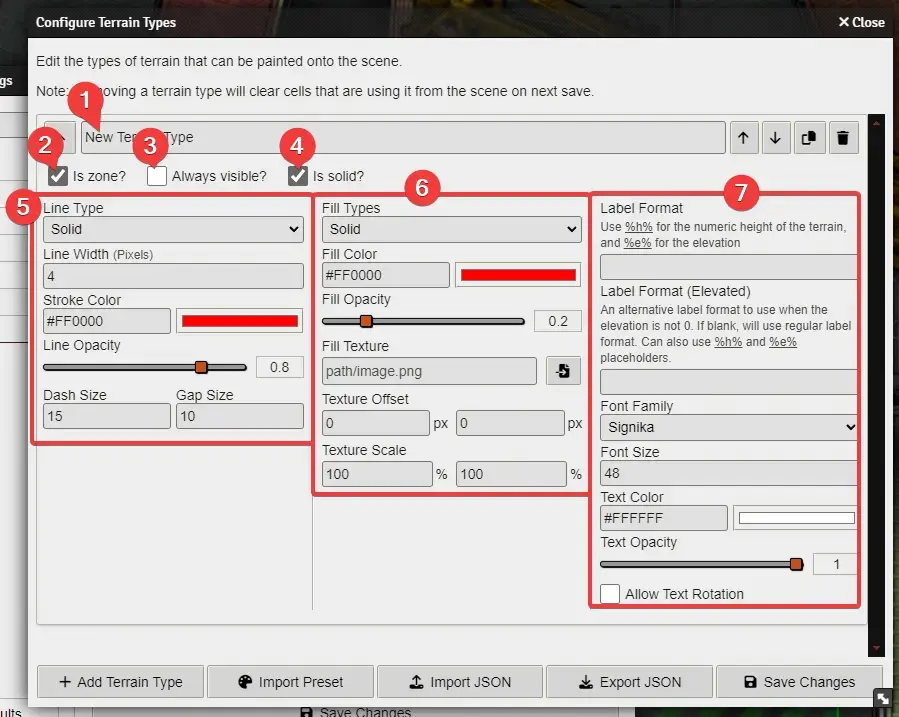 Configure Terrain Types
Close
Edit the types of terrain that can be painted onto the scene.
gs
Note: oving a terrain type will clear cells that are using it from the scene on next save.
1
New Ter Type
2
3
4
Is zone?
Always visible?
Is solid?
5
6
7
Line Type
Solid
Line Width (Pixels)
4
Stroke Color
#FF0000
Line Opacity
0.8
Dash Size
Gap Size
15
10
Fill Types
Solid
Fill Color
#FF0000
Fill Opacity
0.2
Fill Texture
path/image.png
Texture Offset
0
px
0
px
Texture Scale
100
%
100
%
Label Format
Use %h% for the numeric height of the terrain,
and %e% for the elevation
Label Format (Elevated)
An alternative label format to use when the
elevation is not 0. If blank, will use regular label
format. Can also use %h% and %e%
placeholders.
Font Family
Signika
Font Size
48
Text Color
#FFFFFF
Text Opacity
1
Allow Text Rotation
Add Terrain Type
Import Preset
Import JSON
Export JSON
Save Changes
ults
Save Changes